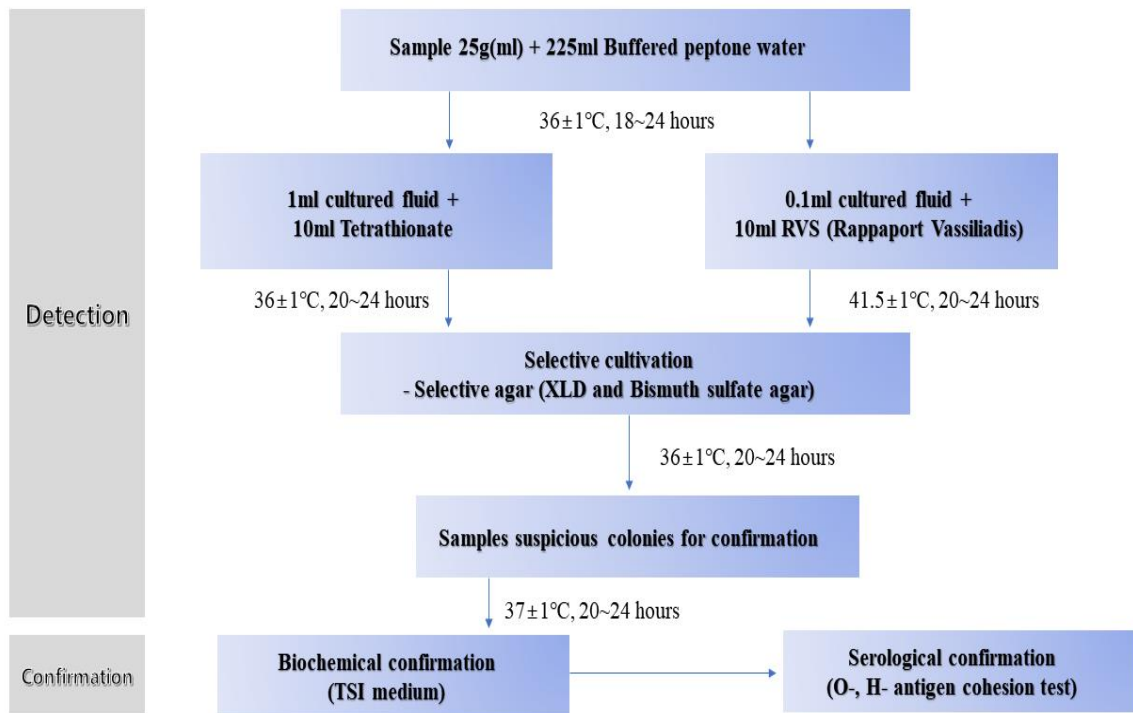 Sample 25g(ml) + 225ml Buffered peptone water
36±1℃, 18~24 hours
1ml cultured fluid +
10ml Tetrathionate
0.1ml cultured fluid +
10ml RVS (Rappaport Vassiliadis)
36±1℃, 20~24 hours
41.5±1℃, 20~24 hours
Detection
Selective cultivation
- Selective agar (XLD and Bismuth sulfate agar)
36±1℃, 20~24 hours
Samples suspicious colonies for confirmation
37±1℃, 20~24 hours
Confirmation
Biochemical confirmation
(TSI medium)
Serological confirmation
(O-, H- antigen cohesion test)